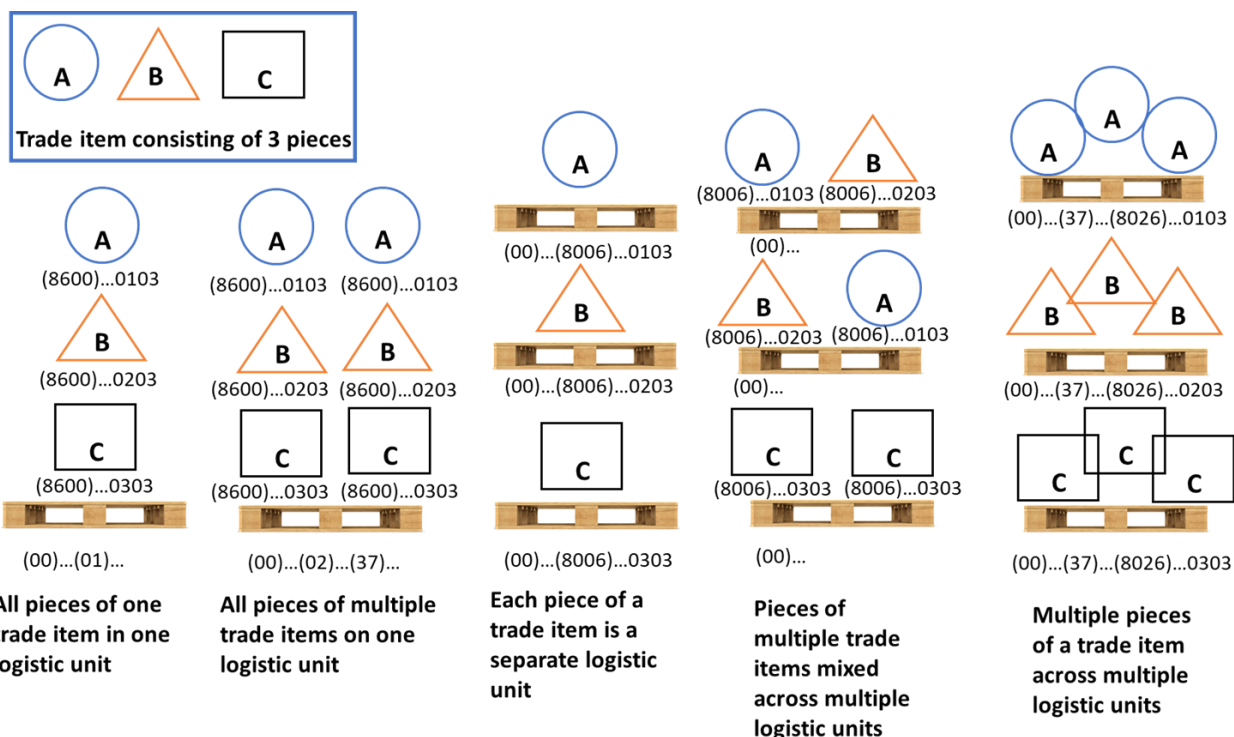 A
B
C
Trade item consisting of 3 pieces
A
(8600)...0103
B
(8600)...0203
C
(8600)...0303
(00)...(01)...
All pieces of one
trade item in one
logistic unit
A A
(8600)...0103 (8600)...0103
B B
(8600)...0203 (8600)...0203
C C
(8600)...0303 (8600)...0303
(00)...(02)...(37)...
All pieces of multiple
trade items on one
logistic unit
A
(00)...(8006)...0103
B
(00)...(8006)...0203
C
(00)...(8006)...0303
Each piece of a
trade item is a
separate logistic
unit
A B
(8006)...0103 (8006)...0203
(00)...
B A
(8006)...0203 (8006)...0103
(00)...
C C
(8006)...0303 (8006)...0303
(00)...
Pieces of
multiple trade
items mixed
across multiple
logistic units
A A A
(00)...(37)...(8026)...0103
B B B
(00)...(37)...(8026)...0203
C C C
(00)...(37)...(8026)...0303
Multiple pieces
of a trade item
across multiple
logistic units